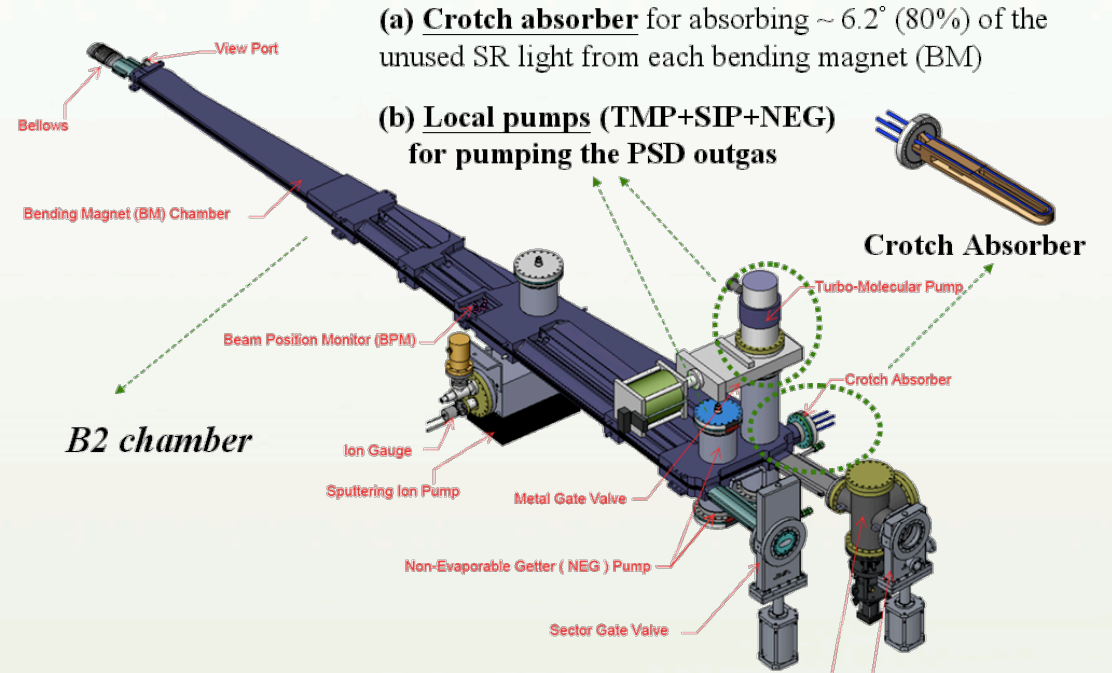 (a) Crotch absorber for absorbing ~ 6.2° (80%) of the
unused SR light from each bending magnet (BM)
(b) Local pumps (TMP+SIP+NEG)
for pumping the PSD outgas
View Port
Bellows
Bending Magnet (BM) Chamber
Crotch Absorber
Turbo-Molecular Pump
Beam Position Monitor (BPM)
Crotch Absorber
B2 chamber
Ion Gauge
Sputtering Ion Pump
Metal Gate Valve
Non-Evaporable Getter ( NEG ) Pump
Sector Gate Valve